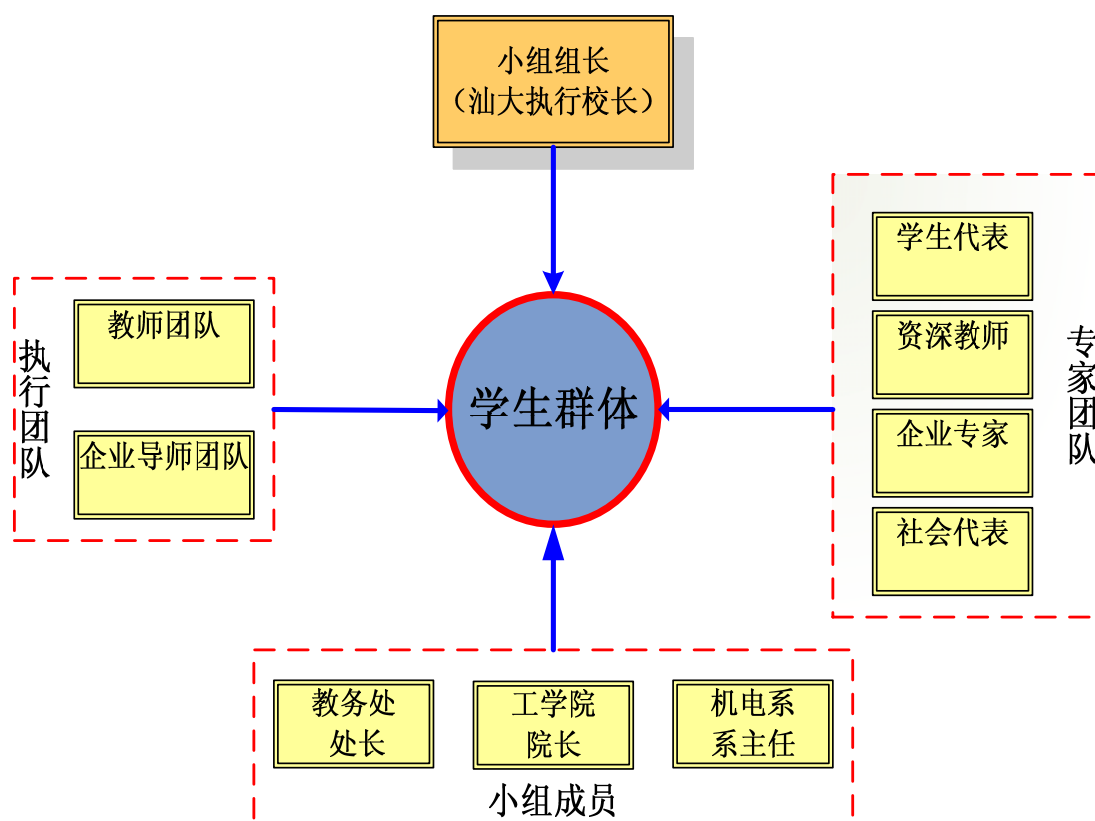 小组组长
（汕大执行校长）
学生代表
资深教师
企业专家
社会代表
专家团队
教师团队
企业导师团队
执行团队
学生群体
教务处
处长
工学院
院长
机电系
系主任
小组成员